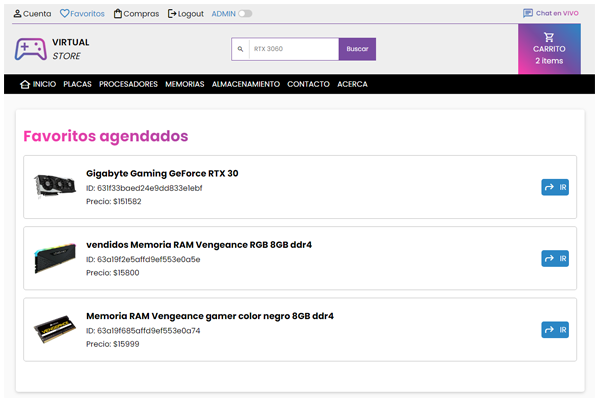 Cuenta Favoritos Compras Logout ADMIN Chat en VIVO
VIRTUAL
STORE
RTX 3060 Buscar
CARRITO
2 items
INICIO PLACAS PROCESADORES MEMORIAS ALMACENAMIENTO CONTACTO ACERCA
Favoritos agendados
Gigabyte Gaming GeForce RTX 30
ID: 631f33baed24e9dd833e1ebf
Precio: $151582
IR
vendidos Memoria RAM Vengeance RGB 8GB ddr4
ID: 63a19f2e5affd9ef553e0a5e
Precio: $15800
IR
Memoria RAM Vengeance gamer color negro 8GB ddr4
ID: 63a19f685affd9ef553e0a74
Precio: $15999
IR